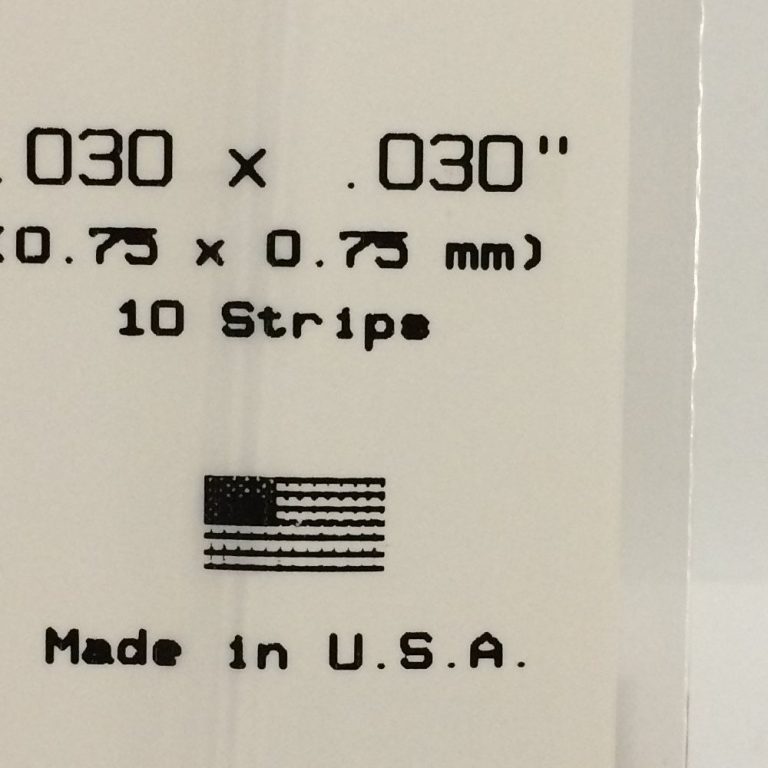 .030 x .030"
(0.75 x 0.75 mm)
10 Strips
Made in U.S.A.